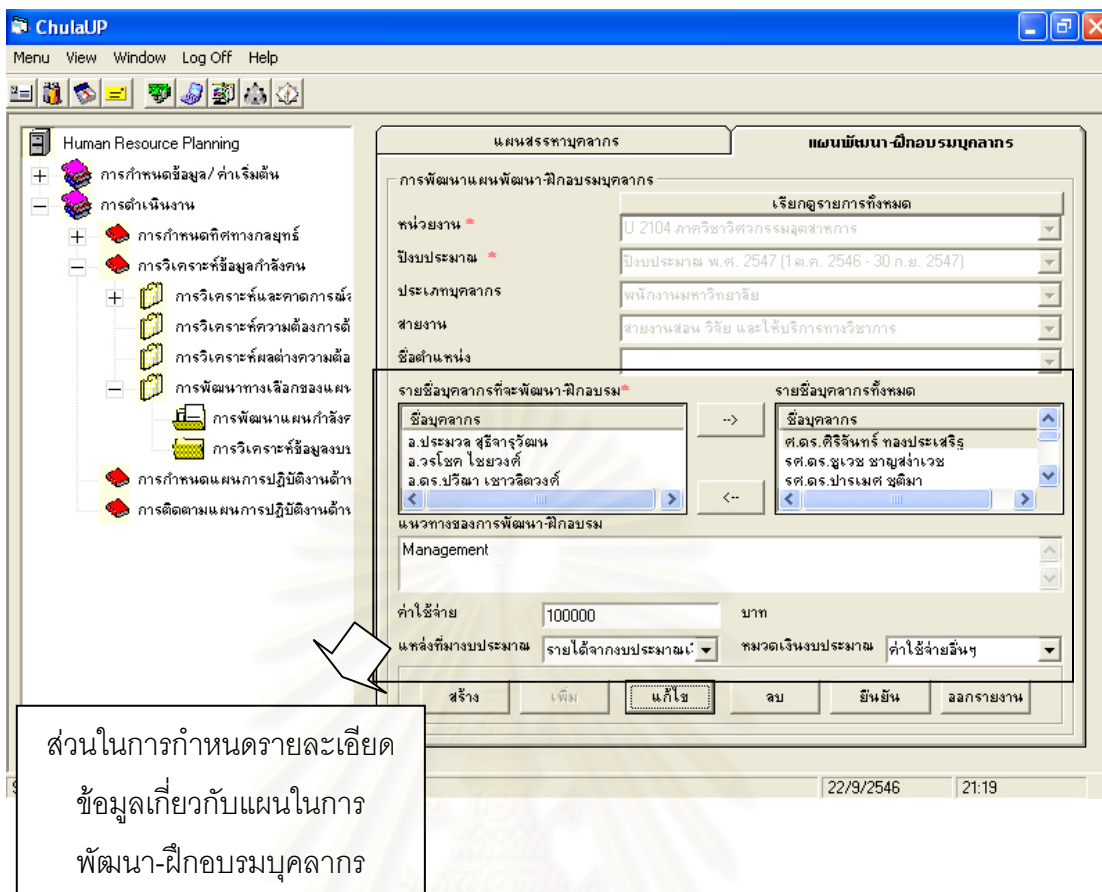 ChulaUP
Menu View Window Log Off Help
Human Resource Planning
การกำหนดข้อมูล/ ค่าเริ่มต้น
การดำเนินงาน
การกำหนดทิศทางกลยุทธ์
การวิเคราะห์ข้อมูลกำลังคน
การวิเคราะห์และคาดการณ์
การวิเคราะห์ความต้องการด้
การวิเคราะห์ผลต่างความต้อ
การพัฒนาทางเลือกของแผน
การพัฒนาแผนกำลังค
การวิเคราะห์ข้อมูลงบป
การกำหนดแผนการปฏิบัติงานด้าน
การติดตามแผนการปฏิบัติงานด้าน
แผนสรรหาบุคลากร
แผนพัฒนา-ฝึกอบรมบุคลากร
การพัฒนาแผนพัฒนา-ฝึกอบรมบุคลากร
เรียกดูรายการทั้งหมด
หน่วยงาน * U 2104 ภาควิชาวิศวกรรมอุตสาหการ
ปีงบประมาณ * ปีงบประมาณ พ.ศ. 2547 (1 ต.ค. 2546 - 30 ก.ย. 2547)
ประเภทบุคลากร พนักงานมหาวิทยาลัย
สายงาน สายงานสอน วิจัย และให้บริการทางวิชาการ
ชื่อตำแหน่ง
รายชื่อบุคลากรที่จะพัฒนา-ฝึกอบรม* รายชื่อบุคลากรทั้งหมด
ชื่อบุคลากร --> ชื่อบุคลากร
อ.ประมวล สุธีจารุวัฒน ศ.ดร.ศิริจันทร์ ทองประเสริฐ
อ.วรโชค ไชยวงศ์ รศ.ดร.ชูเวช ชาญสง่าเวช
อ.ดร.ปวีณา เชาวลิตวงศ์ <-- รศ.ดร.ปารเมศ ชุติมา
แนวทางของการพัฒนา-ฝึกอบรม
Management
ค่าใช้จ่าย 100000 บาท
แหล่งที่มางบประมาณ รายได้จากงบประมาณแ หมวดเงินงบประมาณ ค่าใช้จ่ายอื่นๆ
สร้าง เพิ่ม แก้ไข ลบ ยืนยัน ออกรายงาน
22/9/2546 21:19
ส่วนในการกำหนดรายละเอียด
ข้อมูลเกี่ยวกับแผนในการ
พัฒนา-ฝึกอบรมบุคลากร